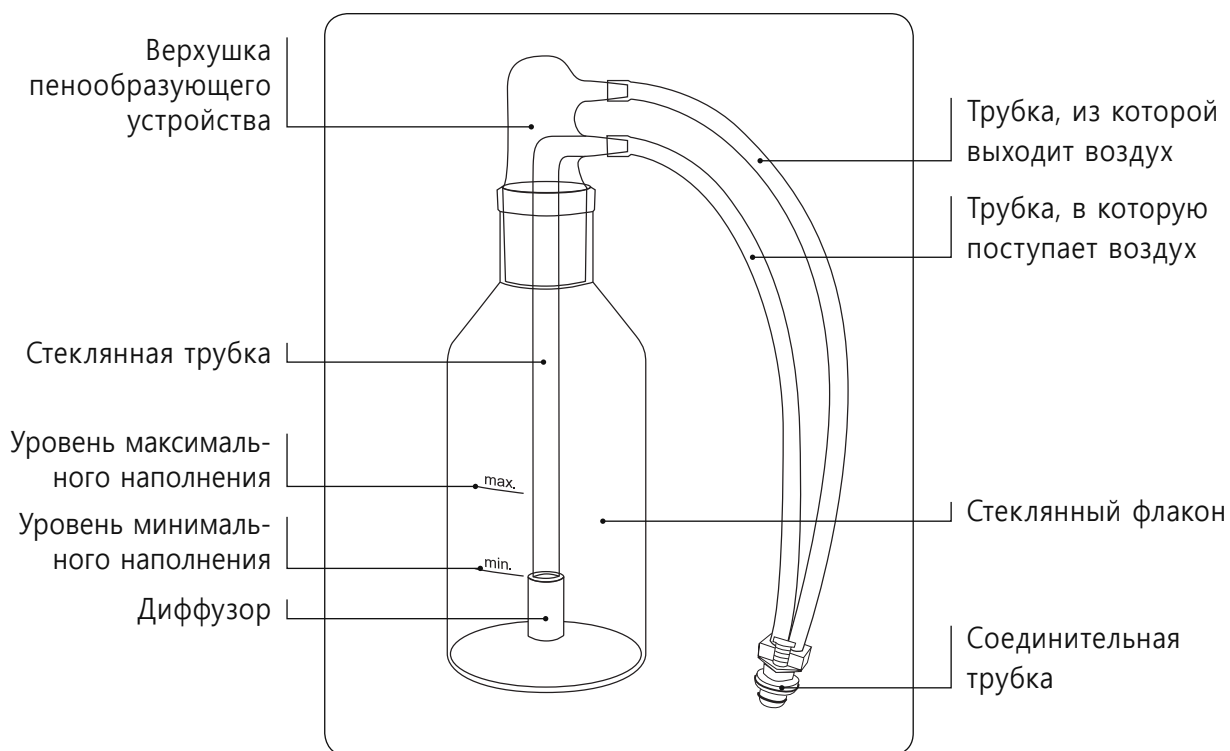 Верхушка
пенообразующего
устройства
Трубка, из которой
выходит воздух
Трубка, в которую
поступает воздух
Стеклянная трубка
Уровень максималь-
ного наполнения
max.
Уровень минималь-
ного наполнения
min.
Стеклянный флакон
Диффузор
Соединительная
трубка